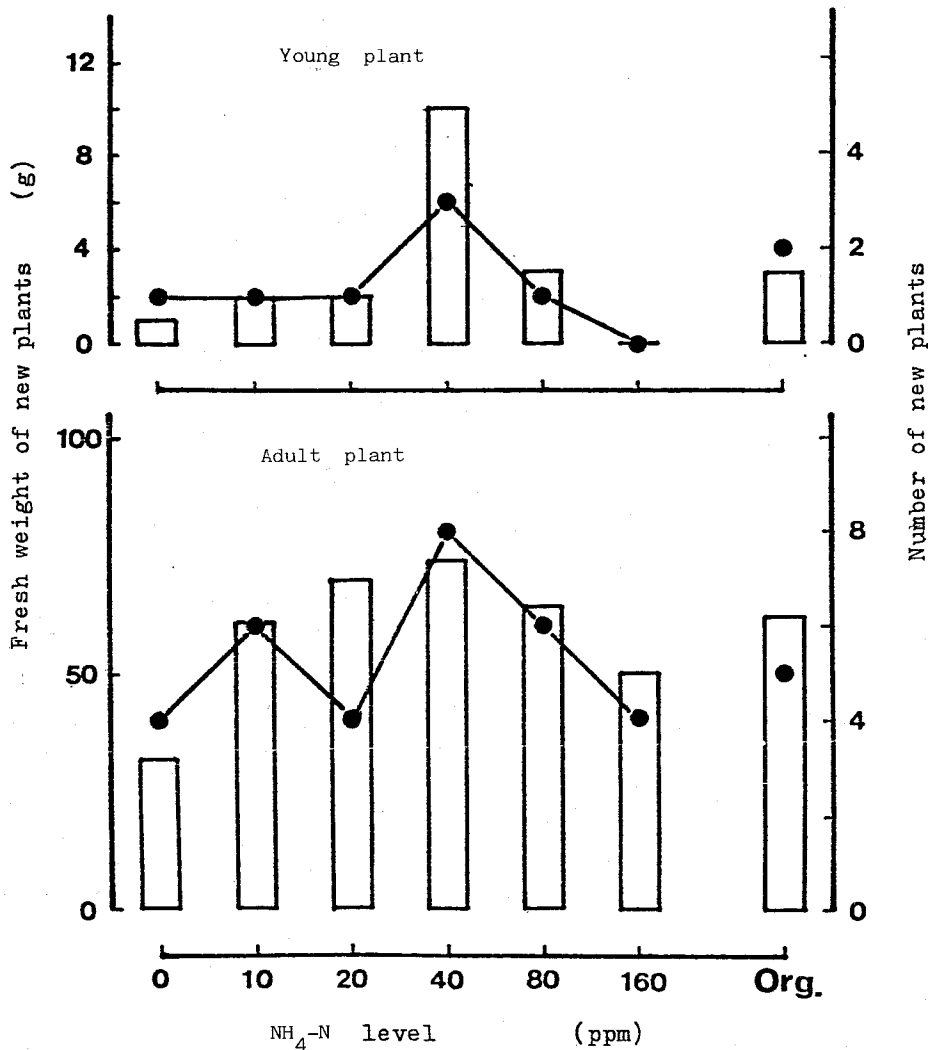 Young plant
12
8
4
0
4
2
0
Fresh weight of new plants (g)
Number of new plants
Adult plant
100
50
0
8
4
0
0 10 20 40 80 160 Org.
NH4-N level (ppm)